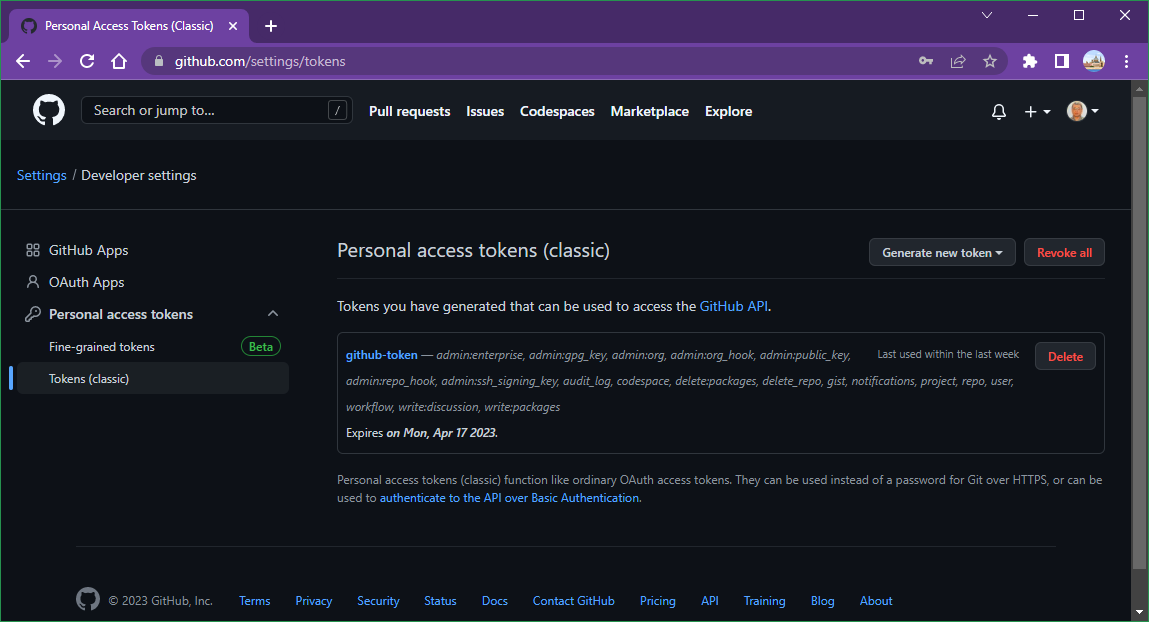 Personal Access Tokens (Classic)
github.com/settings/tokens
Search or jump to... /
Pull requests Issues Codespaces Marketplace Explore
Settings / Developer settings
GitHub Apps
OAuth Apps
Personal access tokens
Fine-grained tokens Beta
Tokens (classic)
Personal access tokens (classic)
Generate new token
Revoke all
Tokens you have generated that can be used to access the GitHub API.
github-token — admin:enterprise, admin:gpg_key, admin:org, admin:org_hook, admin:public_key,
Last used within the last week
Delete
admin:repo_hook, admin:ssh_signing_key, audit_log, codespace, delete:packages, delete_repo, gist, notifications, project, repo, user,
workflow, write:discussion, write:packages
Expires on Mon, Apr 17 2023.
Personal access tokens (classic) function like ordinary OAuth access tokens. They can be used instead of a password for Git over HTTPS, or can be
used to authenticate to the API over Basic Authentication.
© 2023 GitHub, Inc. Terms Privacy Security Status Docs Contact GitHub Pricing API Training Blog About